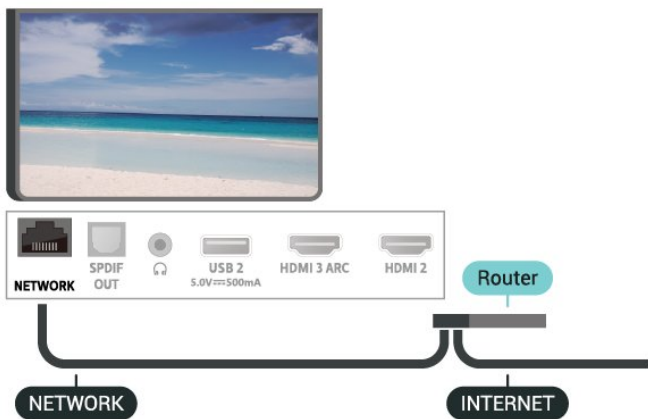 NETWORK
SPDIF
OUT
USB 2
5.0V⎓500mA
HDMI 3 ARC
HDMI 2
Router
NETWORK
INTERNET